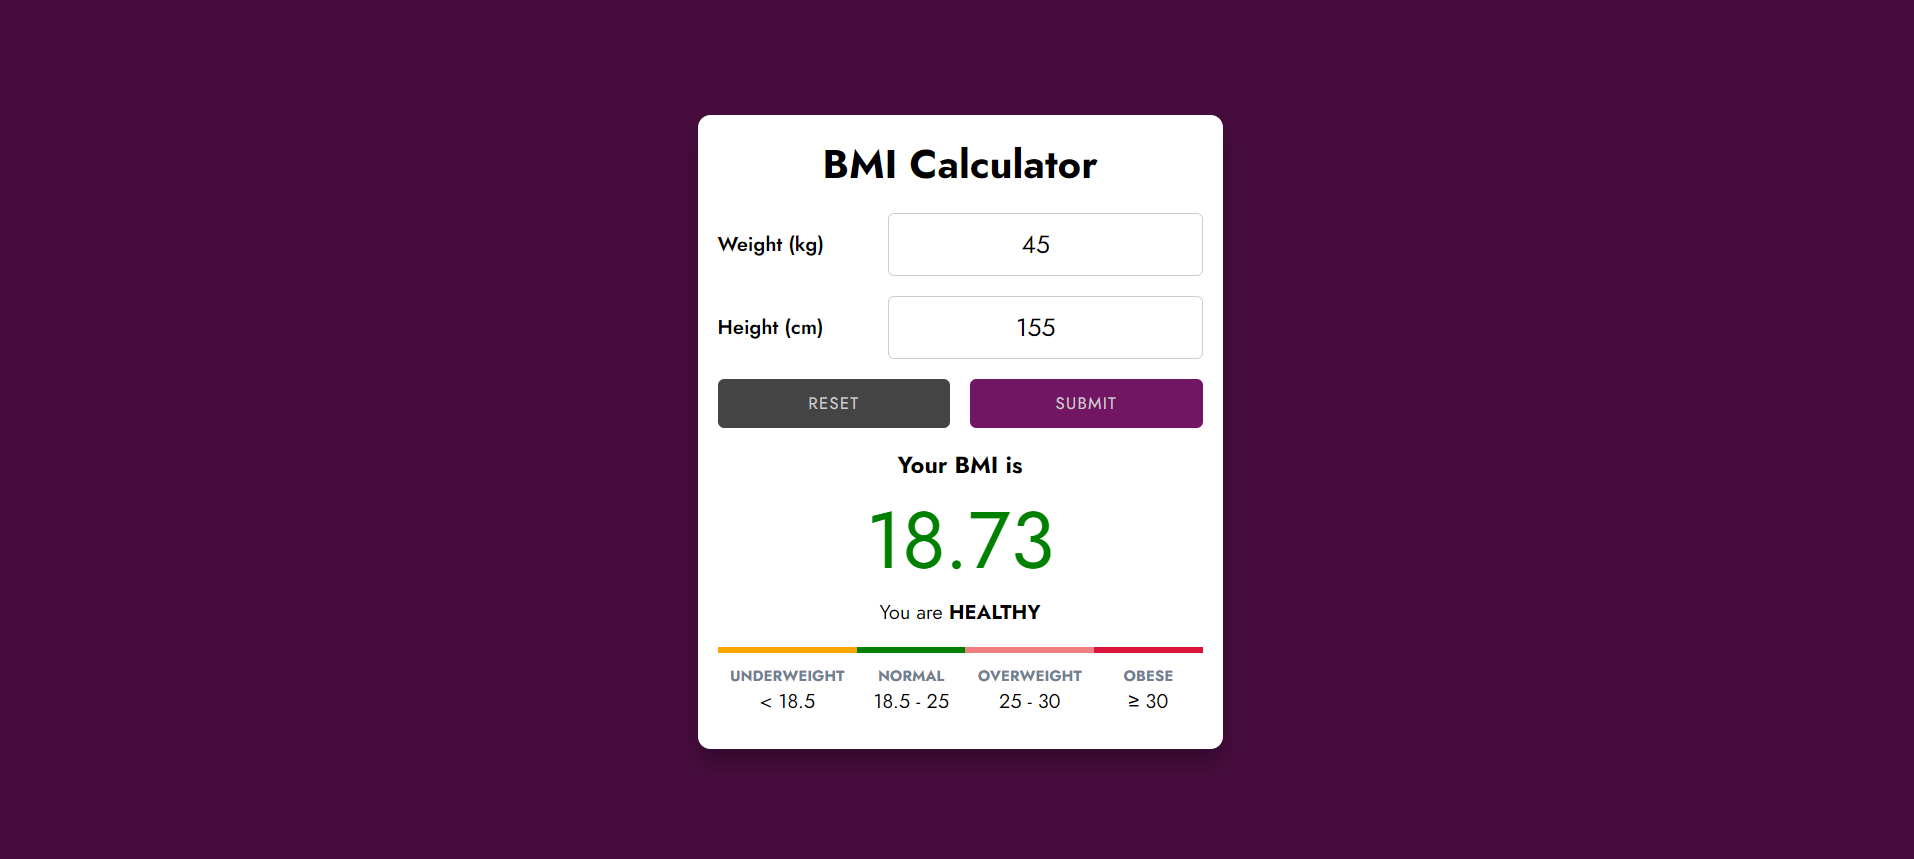 BMI Calculator
Weight (kg) 45
Height (cm) 155
RESET SUBMIT
Your BMI is
18.73
You are HEALTHY
UNDERWEIGHT NORMAL OVERWEIGHT OBESE
< 18.5 18.5 - 25 25 - 30 ≥ 30